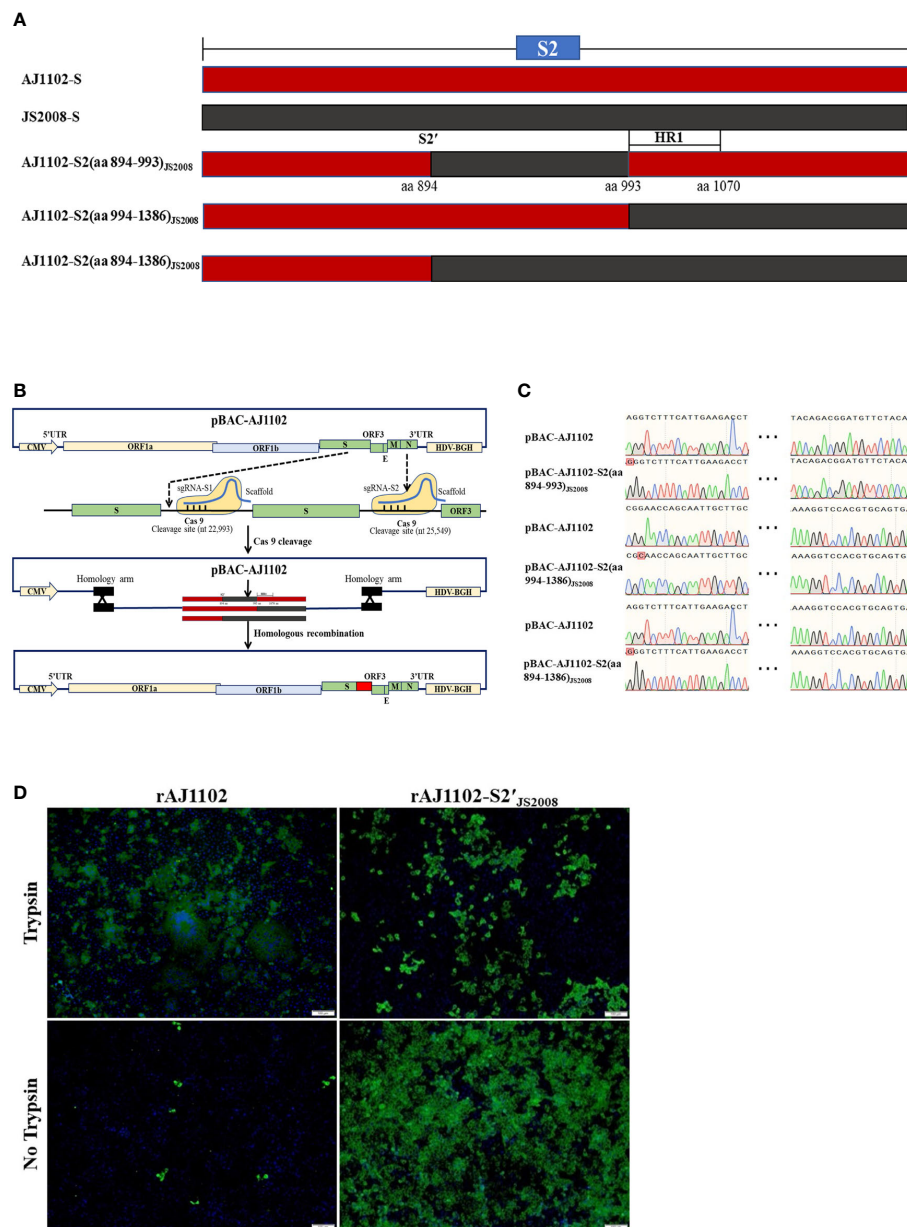 A
S2
AJ1102-S
JS2008-S
S2′ HR1
AJ1102-S2(aa 894-993)JS2008
aa 894 aa 993 aa 1070
AJ1102-S2(aa 994-1386)JS2008
AJ1102-S2(aa 894-1386)JS2008
B
pBAC-AJ1102
5'UTR ORF3 3'UTR
CMV ORF1a ORF1b S E M N HDV-BGH
sgRNA-S1 Scaffold sgRNA-S2 Scaffold
S Cas 9 S Cas 9 ORF3
Cleavage site (nt 22,993) Cleavage site (nt 25,549)
Cas 9 cleavage
pBAC-AJ1102
Homology arm Homology arm
CMV HDV-BGH
Homologous recombination
5'UTR ORF3 3'UTR
CMV ORF1a ORF1b S E M N HDV-BGH
C
AGGTCTTTCATTGAAGACCT TACAGACGGATGTTCTACA
pBAC-AJ1102 ...
GGGTCTTTCATTGAAGACCT TACAGACGGATGTTCTACA
pBAC-AJ1102-S2(aa
894-993)JS2008 ...
CGGAACCAGCAATTGCTTGC AAAGGTCCACGTGCAGTG
pBAC-AJ1102 ...
CGCAACCAGCAATTGCTTGC AAAGGTCCACGTGCAGTG
pBAC-AJ1102-S2(aa
994-1386)JS2008 ...
AGGTCTTTCATTGAAGACCT AAAGGTCCACGTGCAGTG
pBAC-AJ1102 ...
GGGTCTTTCATTGAAGACCT AAAGGTCCACGTGCAGTG
pBAC-AJ1102-S2(aa
894-1386)JS2008 ...
D
rAJ1102 rAJ1102-S2′JS2008
Trypsin
No Trypsin